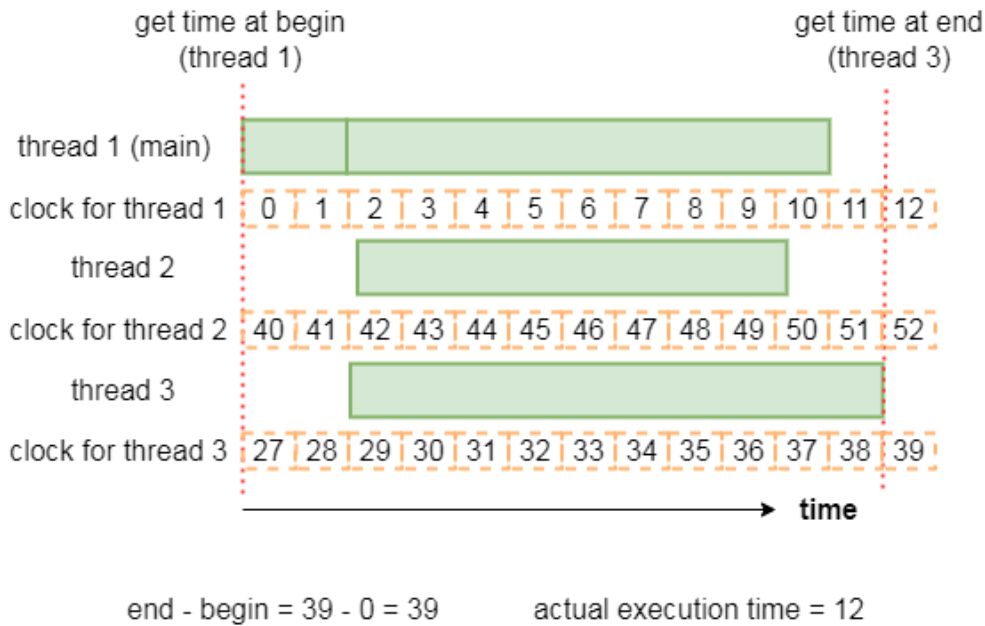 get time at begin
(thread 1)
get time at end
(thread 3)
thread 1 (main)
clock for thread 1 0 1 2 3 4 5 6 7 8 9 10 11 12
thread 2
clock for thread 2 40 41 42 43 44 45 46 47 48 49 50 51 52
thread 3
clock for thread 3 27 28 29 30 31 32 33 34 35 36 37 38 39
time
end - begin = 39 - 0 = 39 actual execution time = 12